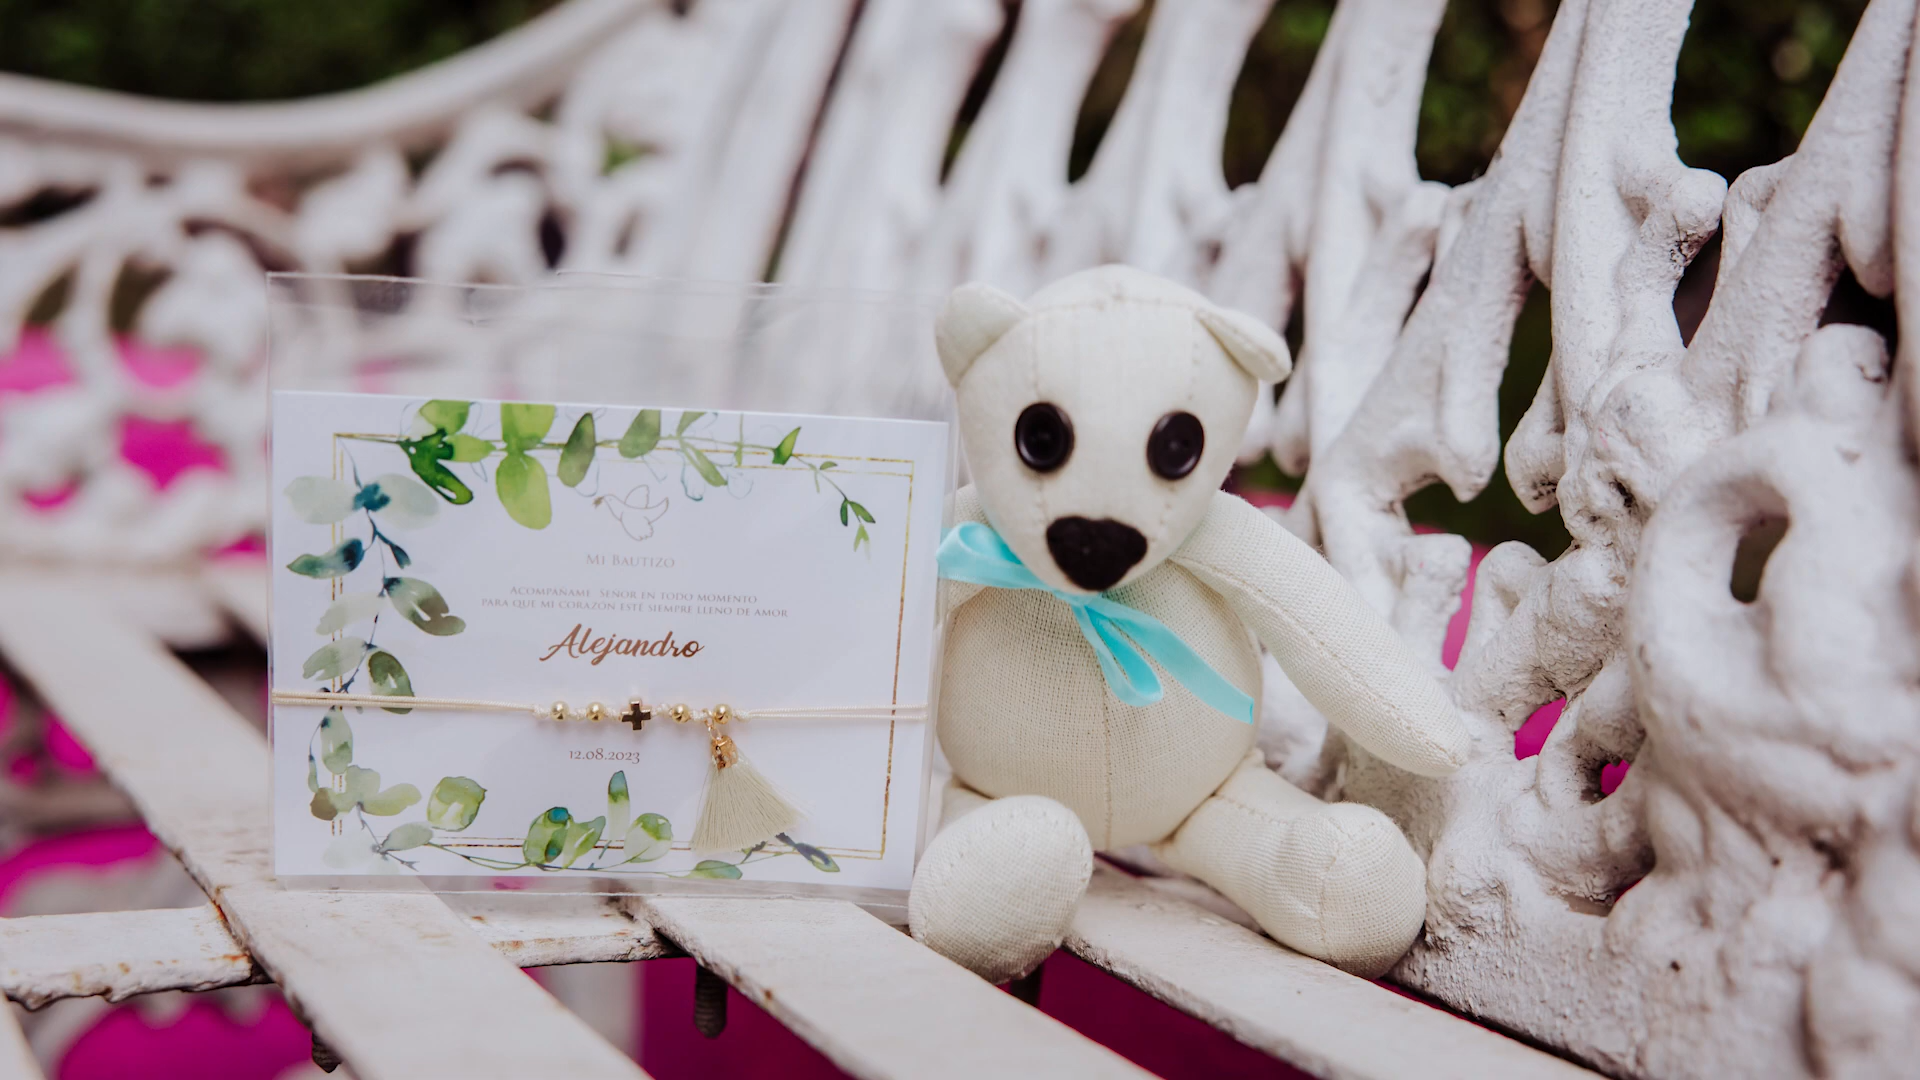 Mi Bautizo
Acompáñame Señor en todo momento
para que mi corazón esté siempre lleno de amor
Alejandro
12.08.2023